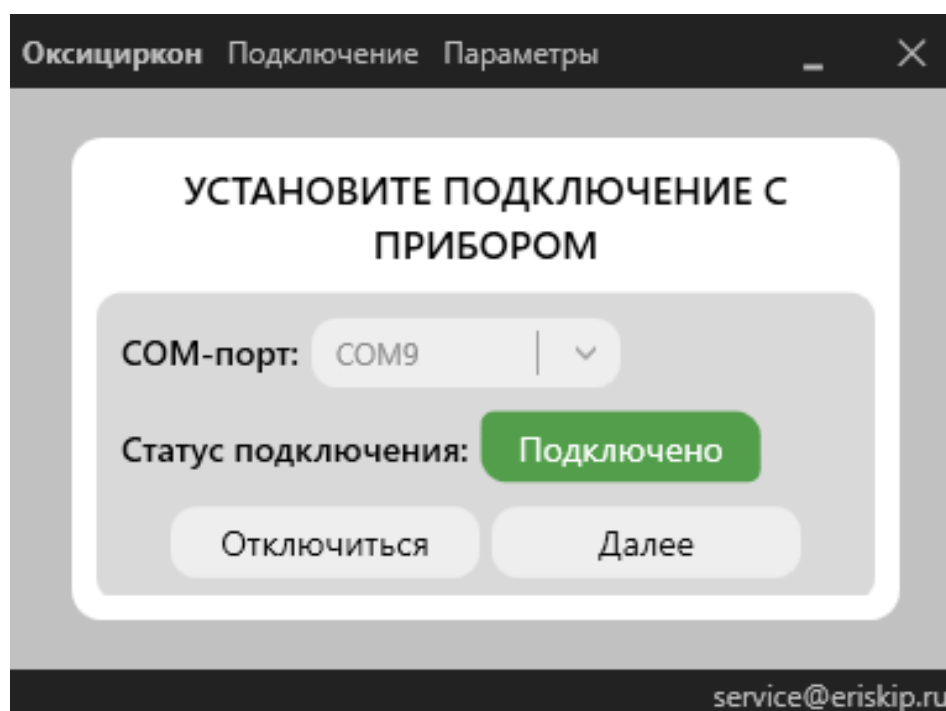 Оксициркон Подключение Параметры
УСТАНОВИТЕ ПОДКЛЮЧЕНИЕ С
ПРИБОРОМ
COM-порт: COM9
Статус подключения: Подключено
Отключиться Далее
service@eriskip.ru